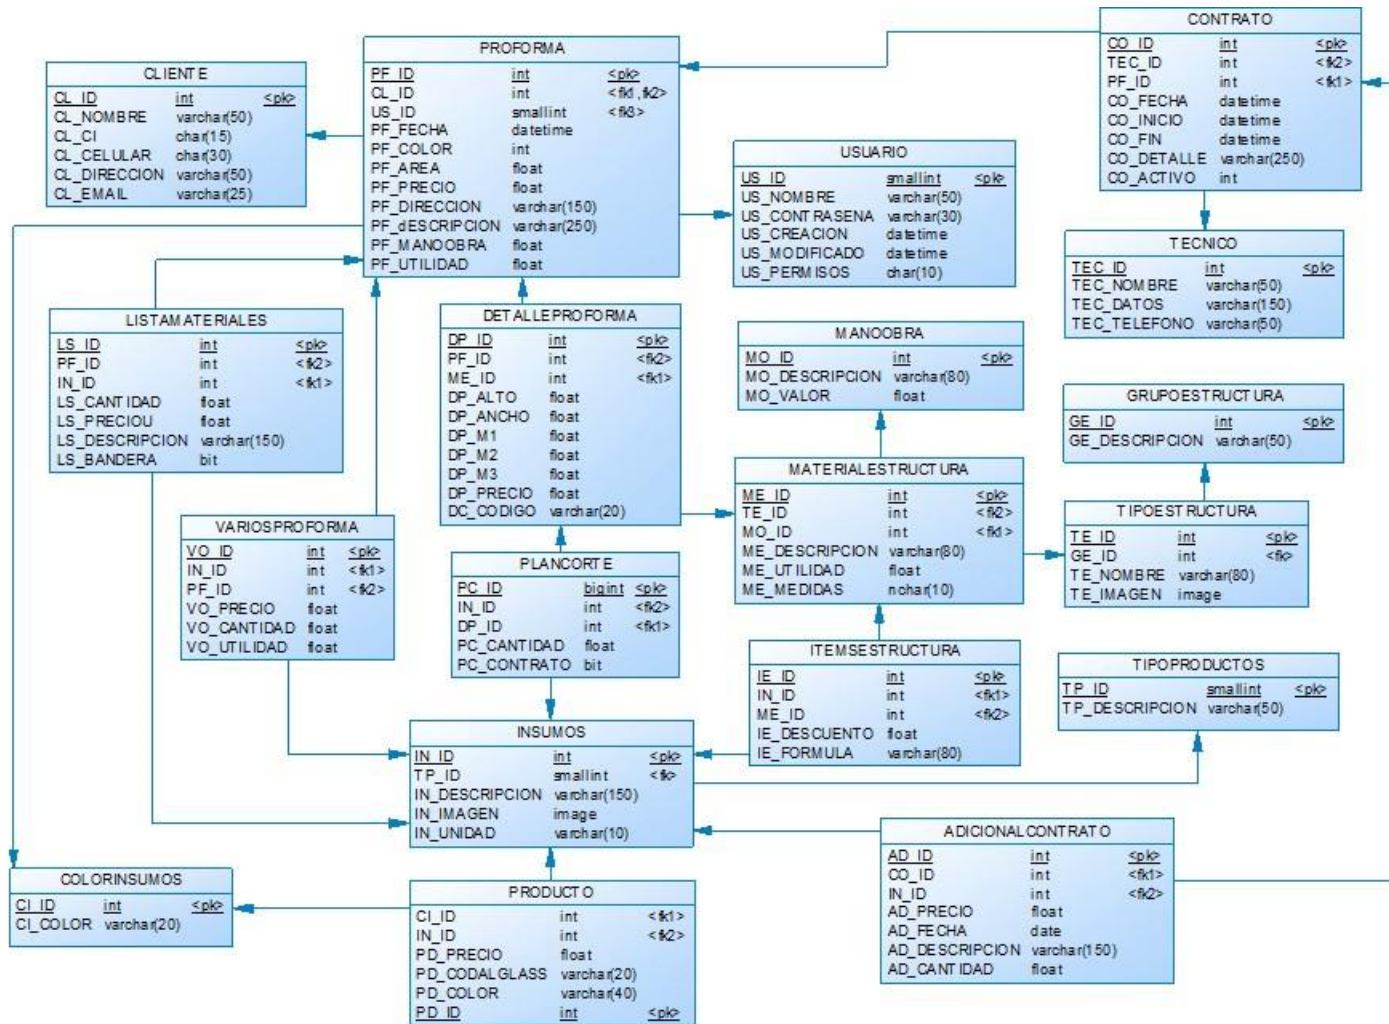 CONTRATO
CO_ID int <pk>
TEC_ID int <fk2>
PF_ID int <fk1>
CO_FECHA datetime
CO_INICIO datetime
CO_FIN datetime
CO_DETALLE varchar(250)
CO_ACTIVO int
PROFORMA
PF_ID int <pk>
CL_ID int <fk1,fk2>
US_ID smallint <fk3>
PF_FECHA datetime
PF_COLOR int
PF_AREA float
PF_PRECIO float
PF_DIRECCION varchar(150)
PF_dESCRIPCION varchar(250)
PF_MANOOBRA float
PF_UTILIDAD float
CLIENTE
CL_ID int <pk>
CL_NOMBRE varchar(50)
CL_CI char(15)
CL_CELULAR char(30)
CL_DIRECCION varchar(50)
CL_EMAIL varchar(25)
USUARIO
US_ID smallint <pk>
US_NOMBRE varchar(50)
US_CONTRASENA varchar(30)
US_CREACION datetime
US_MODIFICADO datetime
US_PERMISOS char(10)
TECNICO
TEC_ID int <pk>
TEC_NOMBRE varchar(50)
TEC_DATOS varchar(150)
TEC_TELEFONO varchar(50)
LISTAMATERIALES
LS_ID int <pk>
PF_ID int <fk2>
IN_ID int <fk1>
LS_CANTIDAD float
LS_PRECIOU float
LS_DESCRIPCION varchar(150)
LS_BANDERA bit
DETALLEPROFORMA
DP_ID int <pk>
PF_ID int <fk2>
ME_ID int <fk1>
DP_ALTO float
DP_ANCHO float
DP_M1 float
DP_M2 float
DP_M3 float
DP_PRECIO float
DC_CODIGO varchar(20)
MANOOBRA
MO_ID int <pk>
MO_DESCRIPCION varchar(80)
MO_VALOR float
GRUPOESTRUCTURA
GE_ID int <pk>
GE_DESCRIPCION varchar(50)
MATERIALESTRUCTURA
ME_ID int <pk>
TE_ID int <fk2>
MO_ID int <fk1>
ME_DESCRIPCION varchar(80)
ME_UTILIDAD float
ME_MEDIDAS nchar(10)
TIPOESTRUCTURA
TE_ID int <pk>
GE_ID int <fk>
TE_NOMBRE varchar(80)
TE_IMAGEN image
VARIOSPROFORMA
VO_ID int <pk>
IN_ID int <fk1>
PF_ID int <fk2>
VO_PRECIO float
VO_CANTIDAD float
VO_UTILIDAD float
PLANCORTE
PC_ID bigint <pk>
IN_ID int <fk2>
DP_ID int <fk1>
PC_CANTIDAD float
PC_CONTRATO bit
ITEMSESTRUCTURA
IE_ID int <pk>
IN_ID int <fk1>
ME_ID int <fk2>
IE_DESCUENTO float
IE_FORMULA varchar(80)
TIPOPRODUCTOS
TP_ID smallint <pk>
TP_DESCRIPCION varchar(50)
INSUMOS
IN_ID int <pk>
TP_ID smallint <fk>
IN_DESCRIPCION varchar(150)
IN_IMAGEN image
IN_UNIDAD varchar(10)
ADICIONALCONTRATO
AD_ID int <pk>
CO_ID int <fk1>
IN_ID int <fk2>
AD_PRECIO float
AD_FECHA date
AD_DESCRIPCION varchar(150)
AD_CANTIDAD float
COLORINSUMOS
CI_ID int <pk>
CI_COLOR varchar(20)
PRODUCTO
CI_ID int <fk1>
IN_ID int <fk2>
PD_PRECIO float
PD_CODALGLASS varchar(20)
PD_COLOR varchar(40)
PD_ID int <pk>